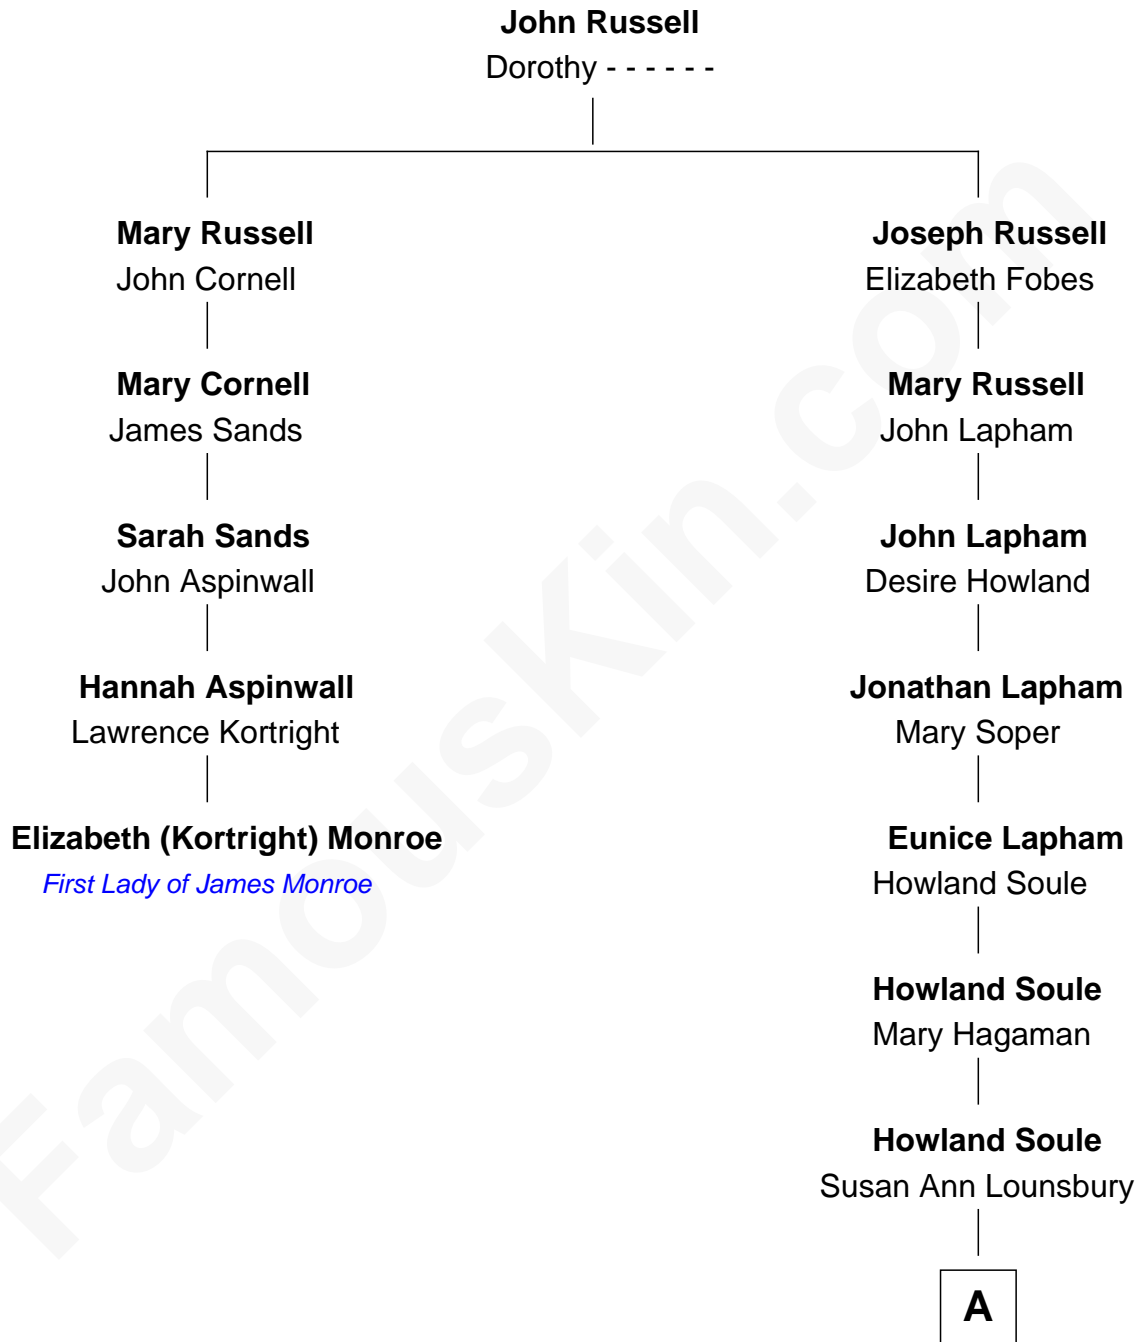 John Russell
Dorothy - - - - - -
Mary Russell
John Cornell
Joseph Russell
Elizabeth Fobes
Mary Cornell
James Sands
Mary Russell
John Lapham
Sarah Sands
John Aspinwall
John Lapham
Desire Howland
Hannah Aspinwall
Lawrence Kortright
Jonathan Lapham
Mary Soper
Elizabeth (Kortright) Monroe
First Lady of James Monroe
Eunice Lapham
Howland Soule
Howland Soule
Mary Hagaman
Howland Soule
Susan Ann Lounsbury
A
FamousKin.com